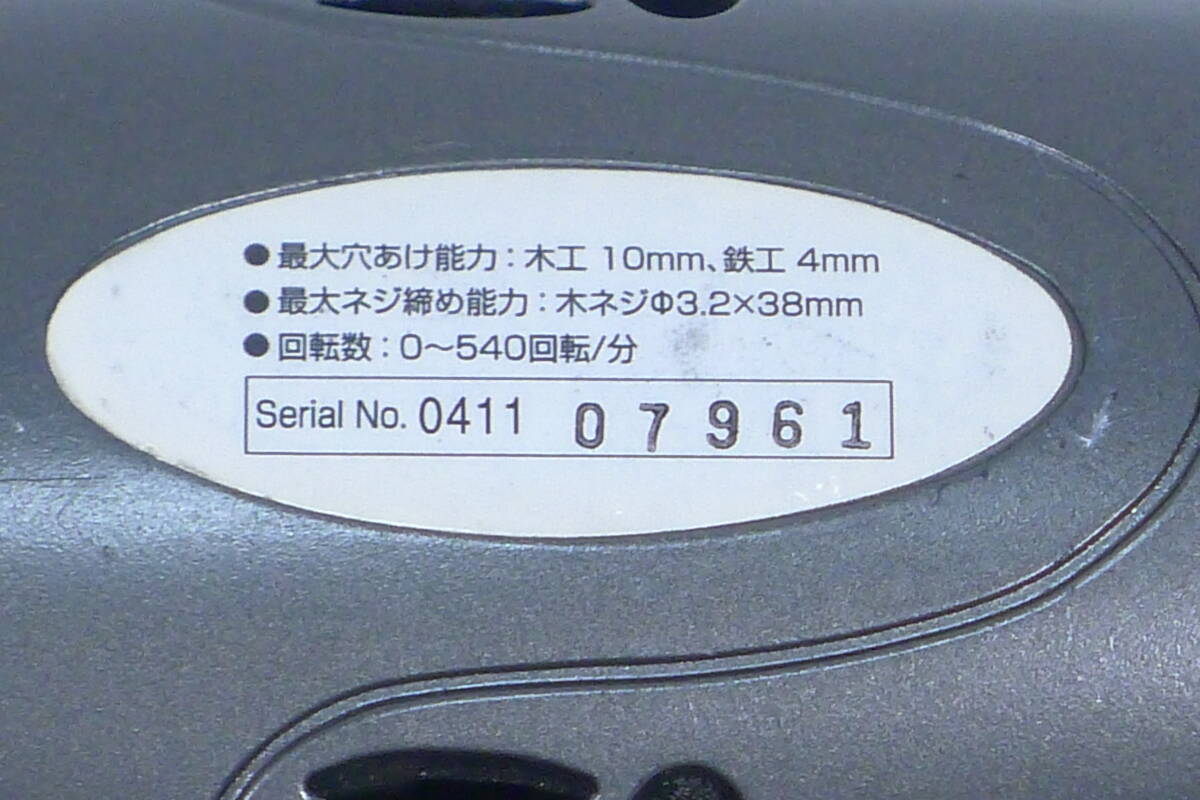 ●最大穴あけ能力：木工 10mm、鉄工 4mm
●最大ネジ締め能力：木ネジΦ3.2×38mm
●回転数：0～540回転/分
Serial No. 0411 07961